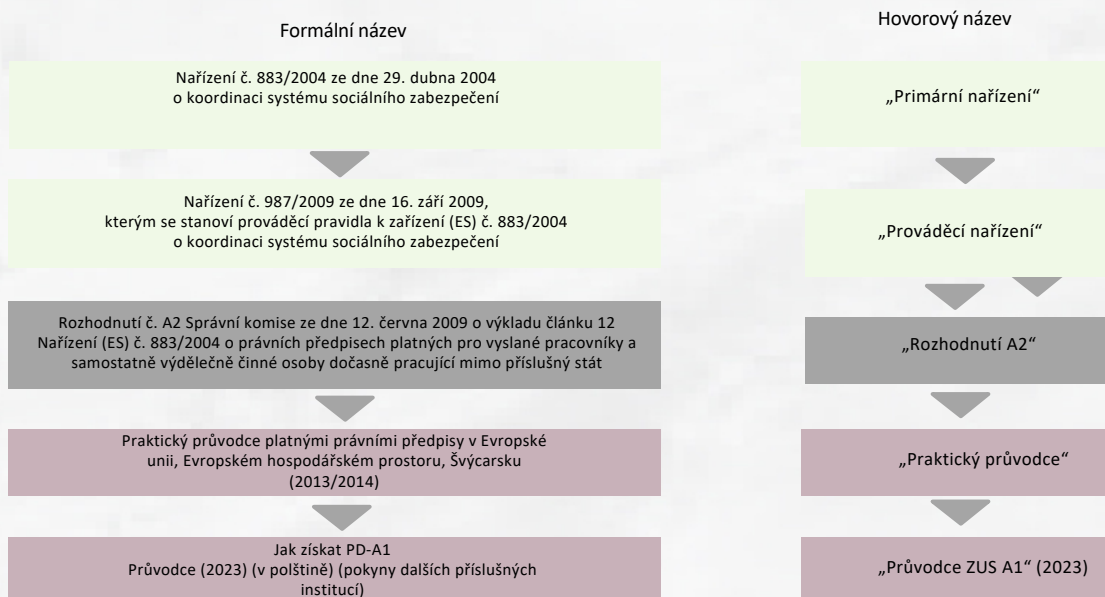 Formální název
Hovorový název
Nařízení č. 883/2004 ze dne 29. dubna 2004
o koordinaci systému sociálního zabezpečení
„Primární nařízení“
Nařízení č. 987/2009 ze dne 16. září 2009,
kterým se stanoví prováděcí pravidla k zařízení (ES) č. 883/2004
o koordinaci systému sociálního zabezpečení
„Prováděcí nařízení“
Rozhodnutí č. A2 Správní komise ze dne 12. června 2009 o výkladu článku 12
Nařízení (ES) č. 883/2004 o právních předpisech platných pro vyslané pracovníky a
samostatně výdělečně činné osoby dočasně pracující mimo příslušný stát
„Rozhodnutí A2“
Praktický průvodce platnými právními předpisy v Evropské
unii, Evropském hospodářském prostoru, Švýcarsku
(2013/2014)
„Praktický průvodce“
Jak získat PD-A1
Průvodce (2023) (v polštině) (pokyny dalších příslušných
institucí)
„Průvodce ZUS A1“ (2023)